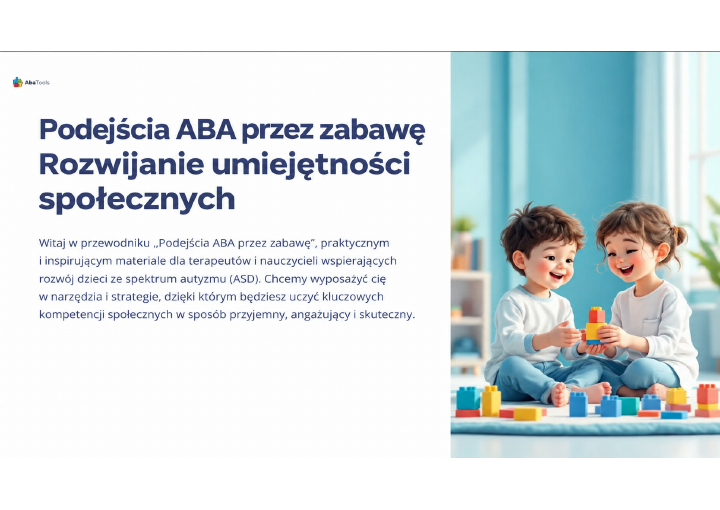 AbaTools
Podejścia ABA przez zabawę
Rozwijanie umiejętności
społecznych
Witaj w przewodniku „Podejścia ABA przez zabawę”, praktycznym
i inspirującym materiale dla terapeutów i nauczycieli wspierających
rozwój dzieci ze spektrum autyzmu (ASD). Chcemy wyposażyć cię
w narzędzia i strategie, dzięki którym będziesz uczyć kluczowych
kompetencji społecznych w sposób przyjemny, angażujący i skuteczny.